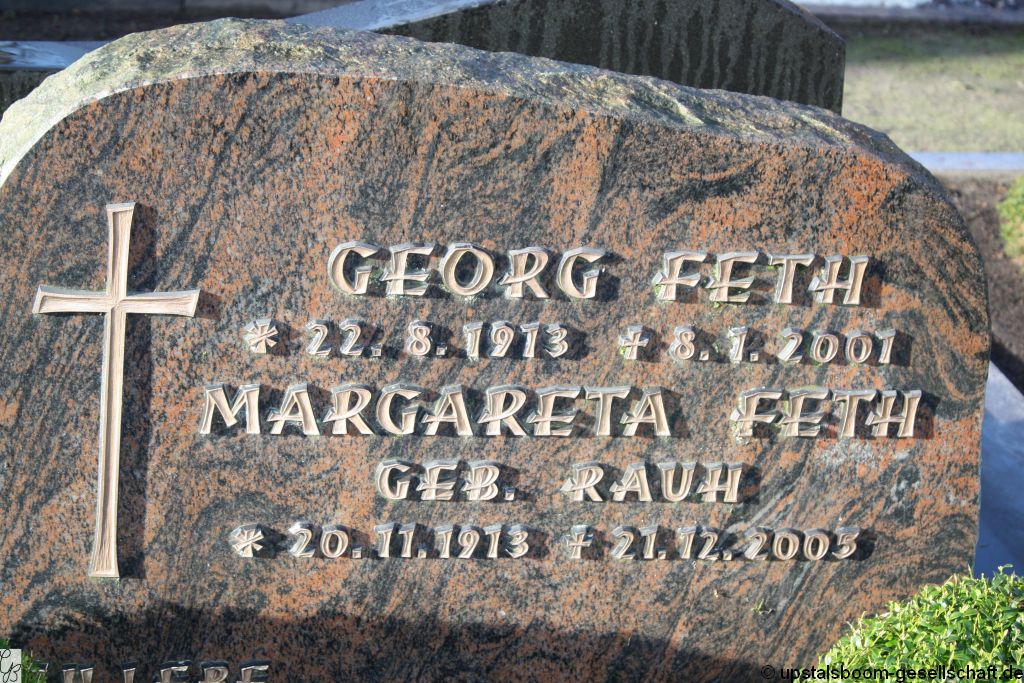 GEORG FETH
* 22. 8. 1913 + 8. 1. 2001
MARGARETA FETH
GEB. RAUH
* 20. 11. 1913 + 21. 12. 2005
© upstalsboom-gesellschaft.de